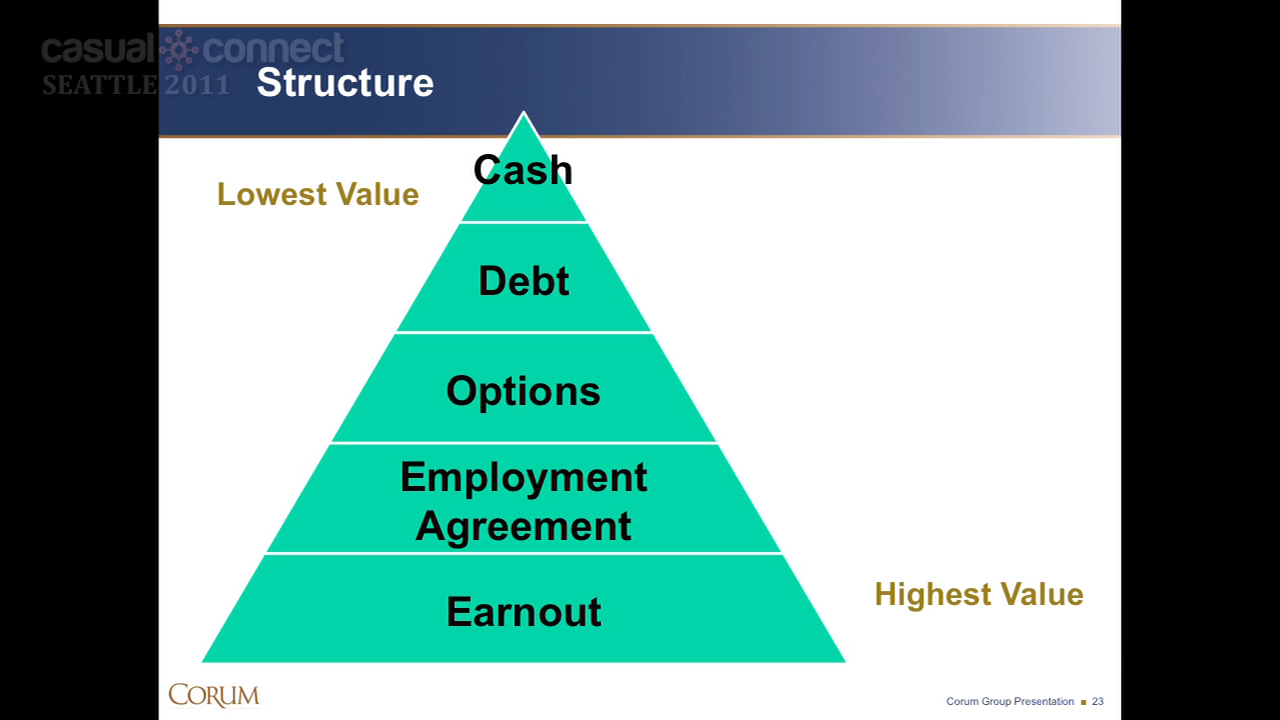 casual connect
SEATTLE 2011
Structure
Cash
Lowest Value
Debt
Options
Employment
Agreement
Earnout
Highest Value
CORUM
Corum Group Presentation ■ 23